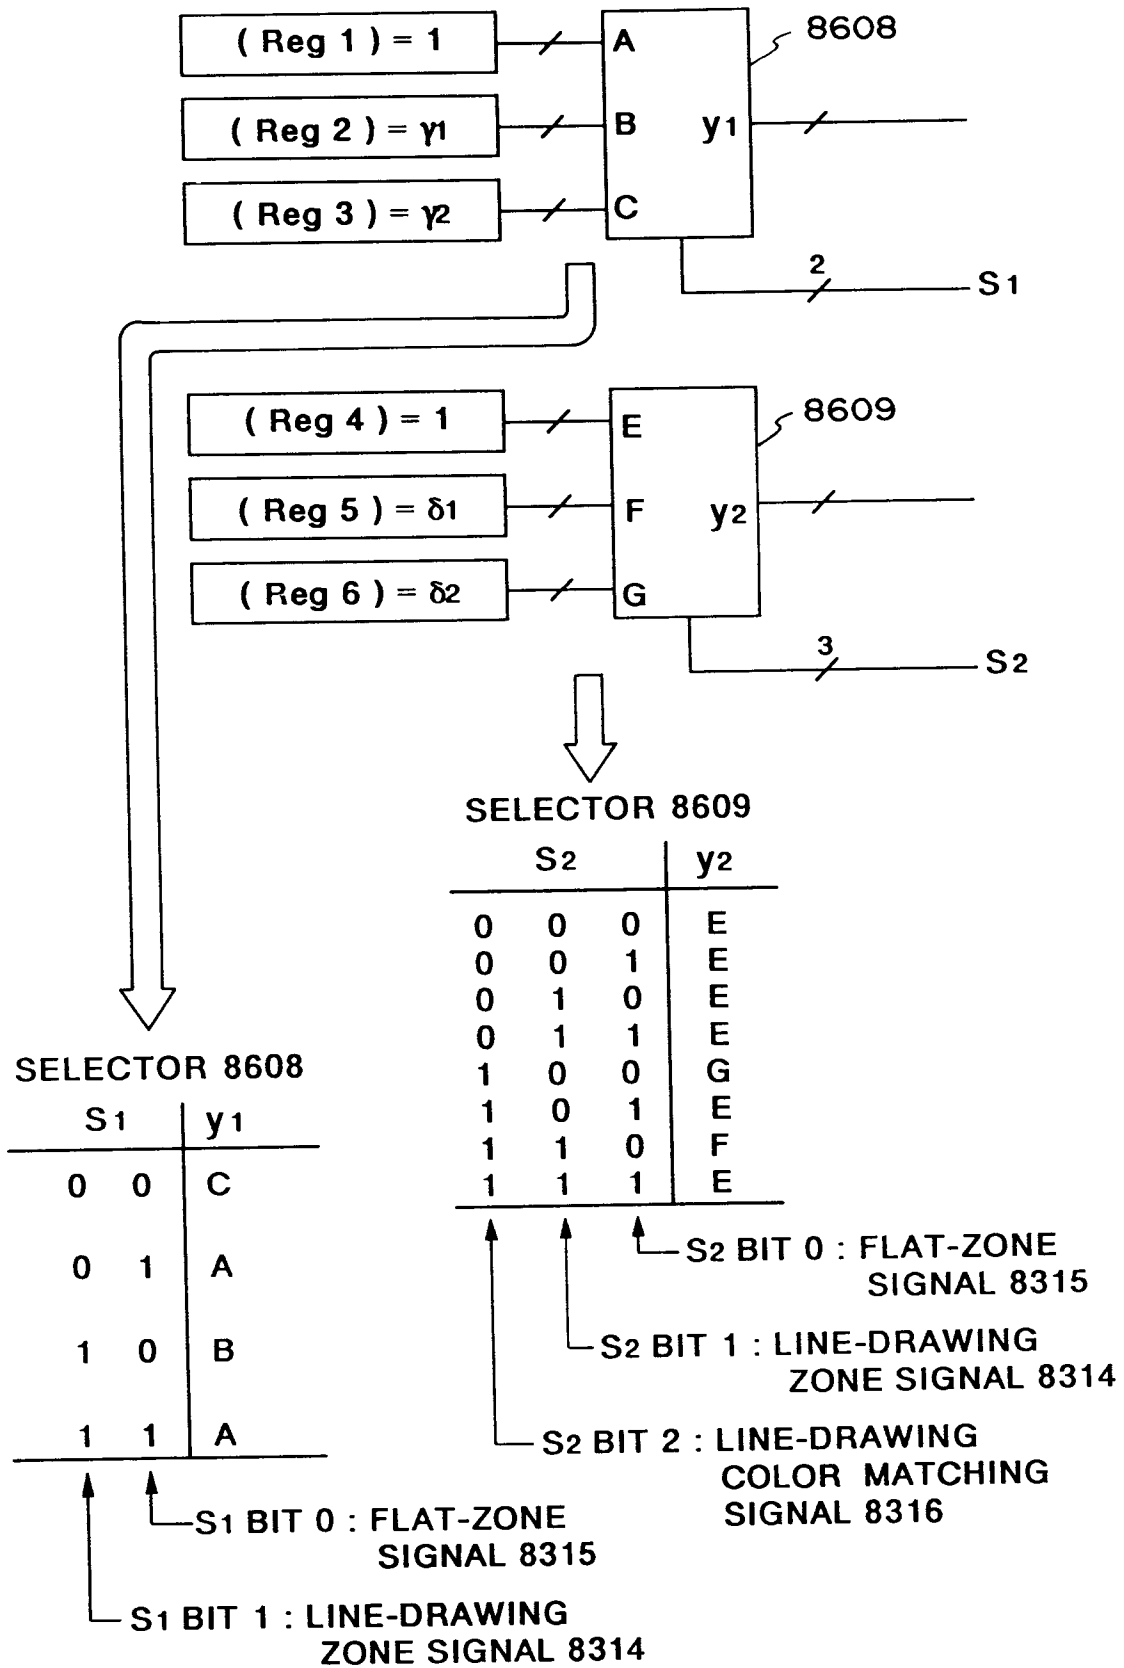 ( Reg 1 ) = 1
A
8608
( Reg 2 ) = γ1
B
y1
( Reg 3 ) = γ2
C
2
S1
( Reg 4 ) = 1
E
8609
( Reg 5 ) = δ1
F
y2
( Reg 6 ) = δ2
G
3
S2
SELECTOR 8609
S2 y2
0 0 0 E
0 0 1 E
0 1 0 E
0 1 1 E
1 0 0 G
1 0 1 E
1 1 0 F
1 1 1 E
S2 BIT 0 : FLAT-ZONE
SIGNAL 8315
S2 BIT 1 : LINE-DRAWING
ZONE SIGNAL 8314
S2 BIT 2 : LINE-DRAWING
COLOR MATCHING
SIGNAL 8316
SELECTOR 8608
S1 y1
0 0 C
0 1 A
1 0 B
1 1 A
S1 BIT 0 : FLAT-ZONE
SIGNAL 8315
S1 BIT 1 : LINE-DRAWING
ZONE SIGNAL 8314